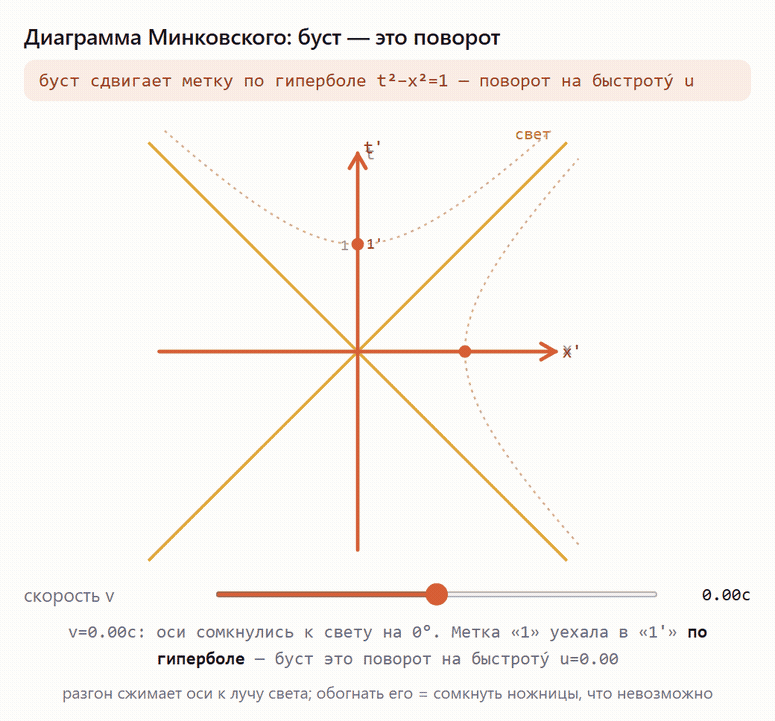 Диаграмма Минковского: буст — это поворот
буст сдвигает метку по гиперболе t²−x²=1 — поворот на быстроту́ u
свет
t'
t
1
1'
x
x'
скорость v
0.00c
v=0.00c: оси сомкнулись к свету на 0°. Метка «1» уехала в «1'» по
гиперболе — буст это поворот на быстроту́ u=0.00
разгон сжимает оси к лучу света; обогнать его = сомкнуть ножницы, что невозможно